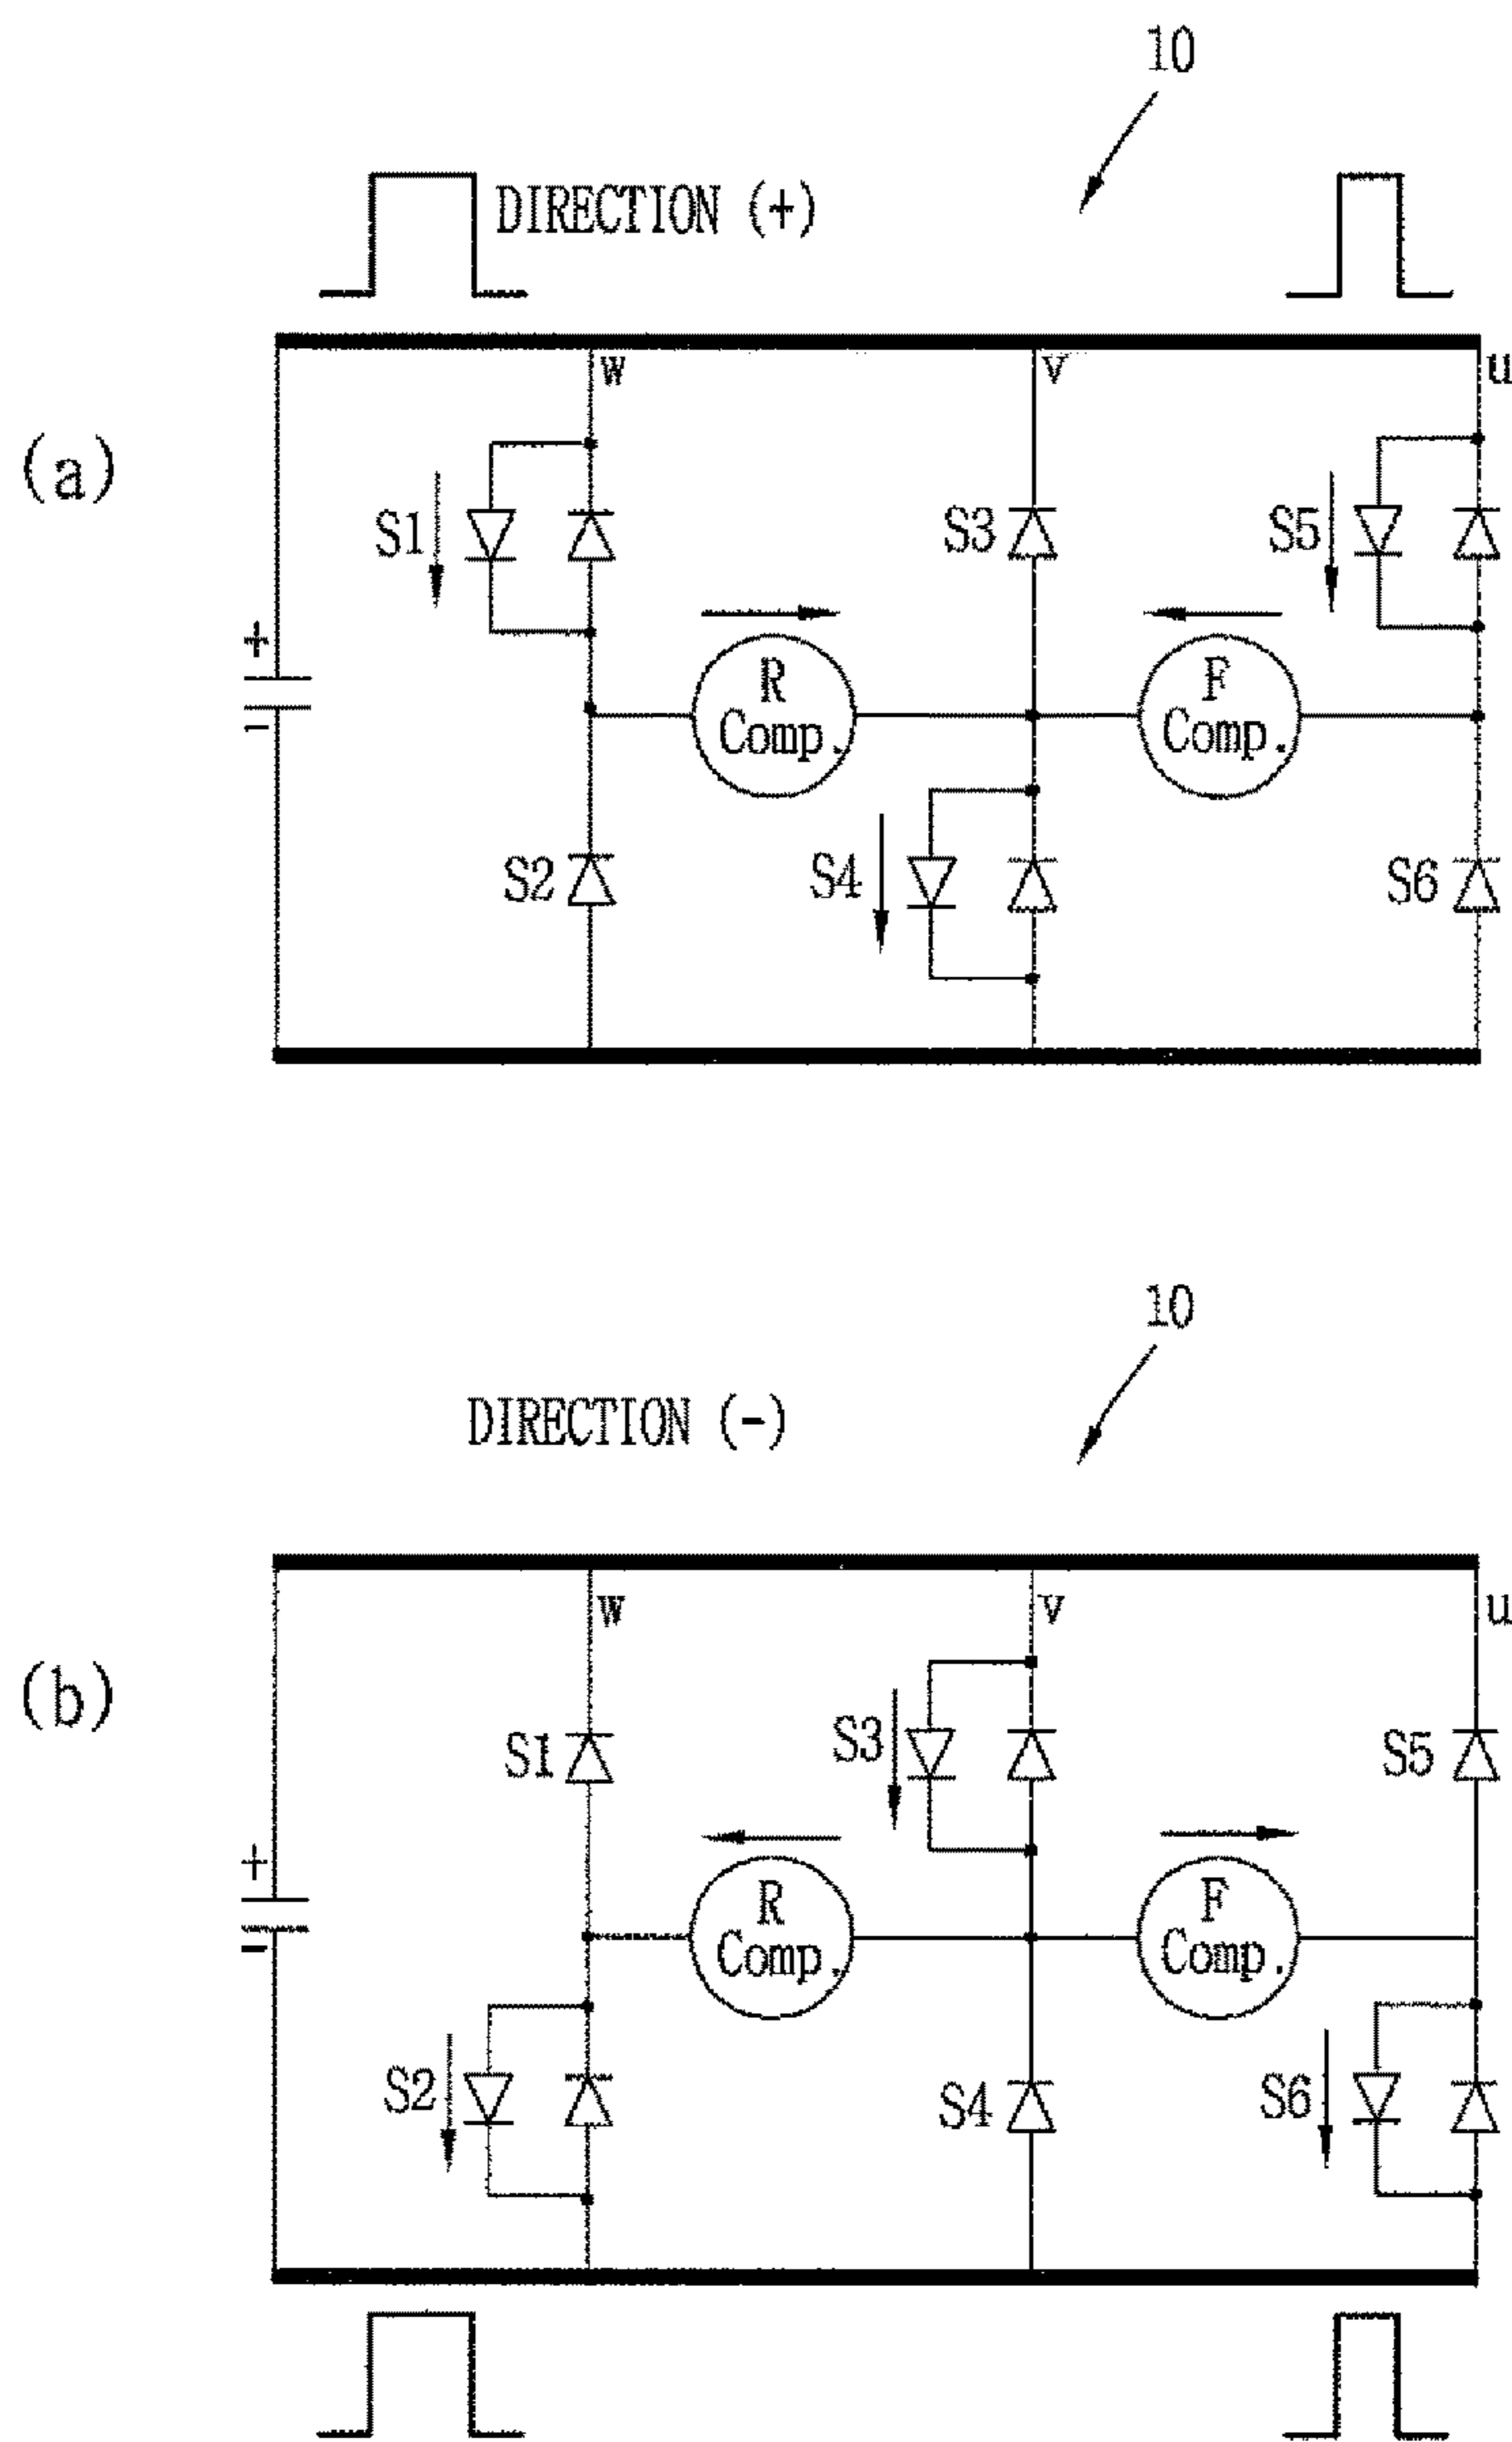 10
DIRECTION (+)
(a)
w
v
u
S1
S3
S5
+
-
R
Comp.
F
Comp.
S2
S4
S6
10
DIRECTION (-)
(b)
w
v
u
S1
S3
S5
+
-
R
Comp.
F
Comp.
S2
S4
S6